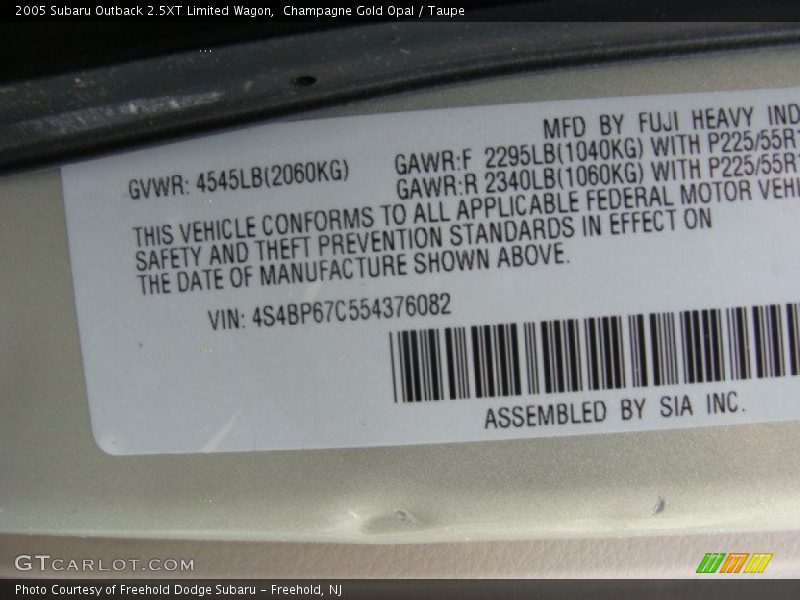 2005 Subaru Outback 2.5XT Limited Wagon, Champagne Gold Opal / Taupe
MFD BY FUJI HEAVY IND
GVWR: 4545LB(2060KG) GAWR:F 2295LB(1040KG) WITH P225/55R1
GAWR:R 2340LB(1060KG) WITH P225/55R1
THIS VEHICLE CONFORMS TO ALL APPLICABLE FEDERAL MOTOR VEHI
SAFETY AND THEFT PREVENTION STANDARDS IN EFFECT ON
THE DATE OF MANUFACTURE SHOWN ABOVE.
VIN: 4S4BP67C554376082
ASSEMBLED BY SIA INC.
GTCARLOT.COM
Photo Courtesy of Freehold Dodge Subaru - Freehold, NJ